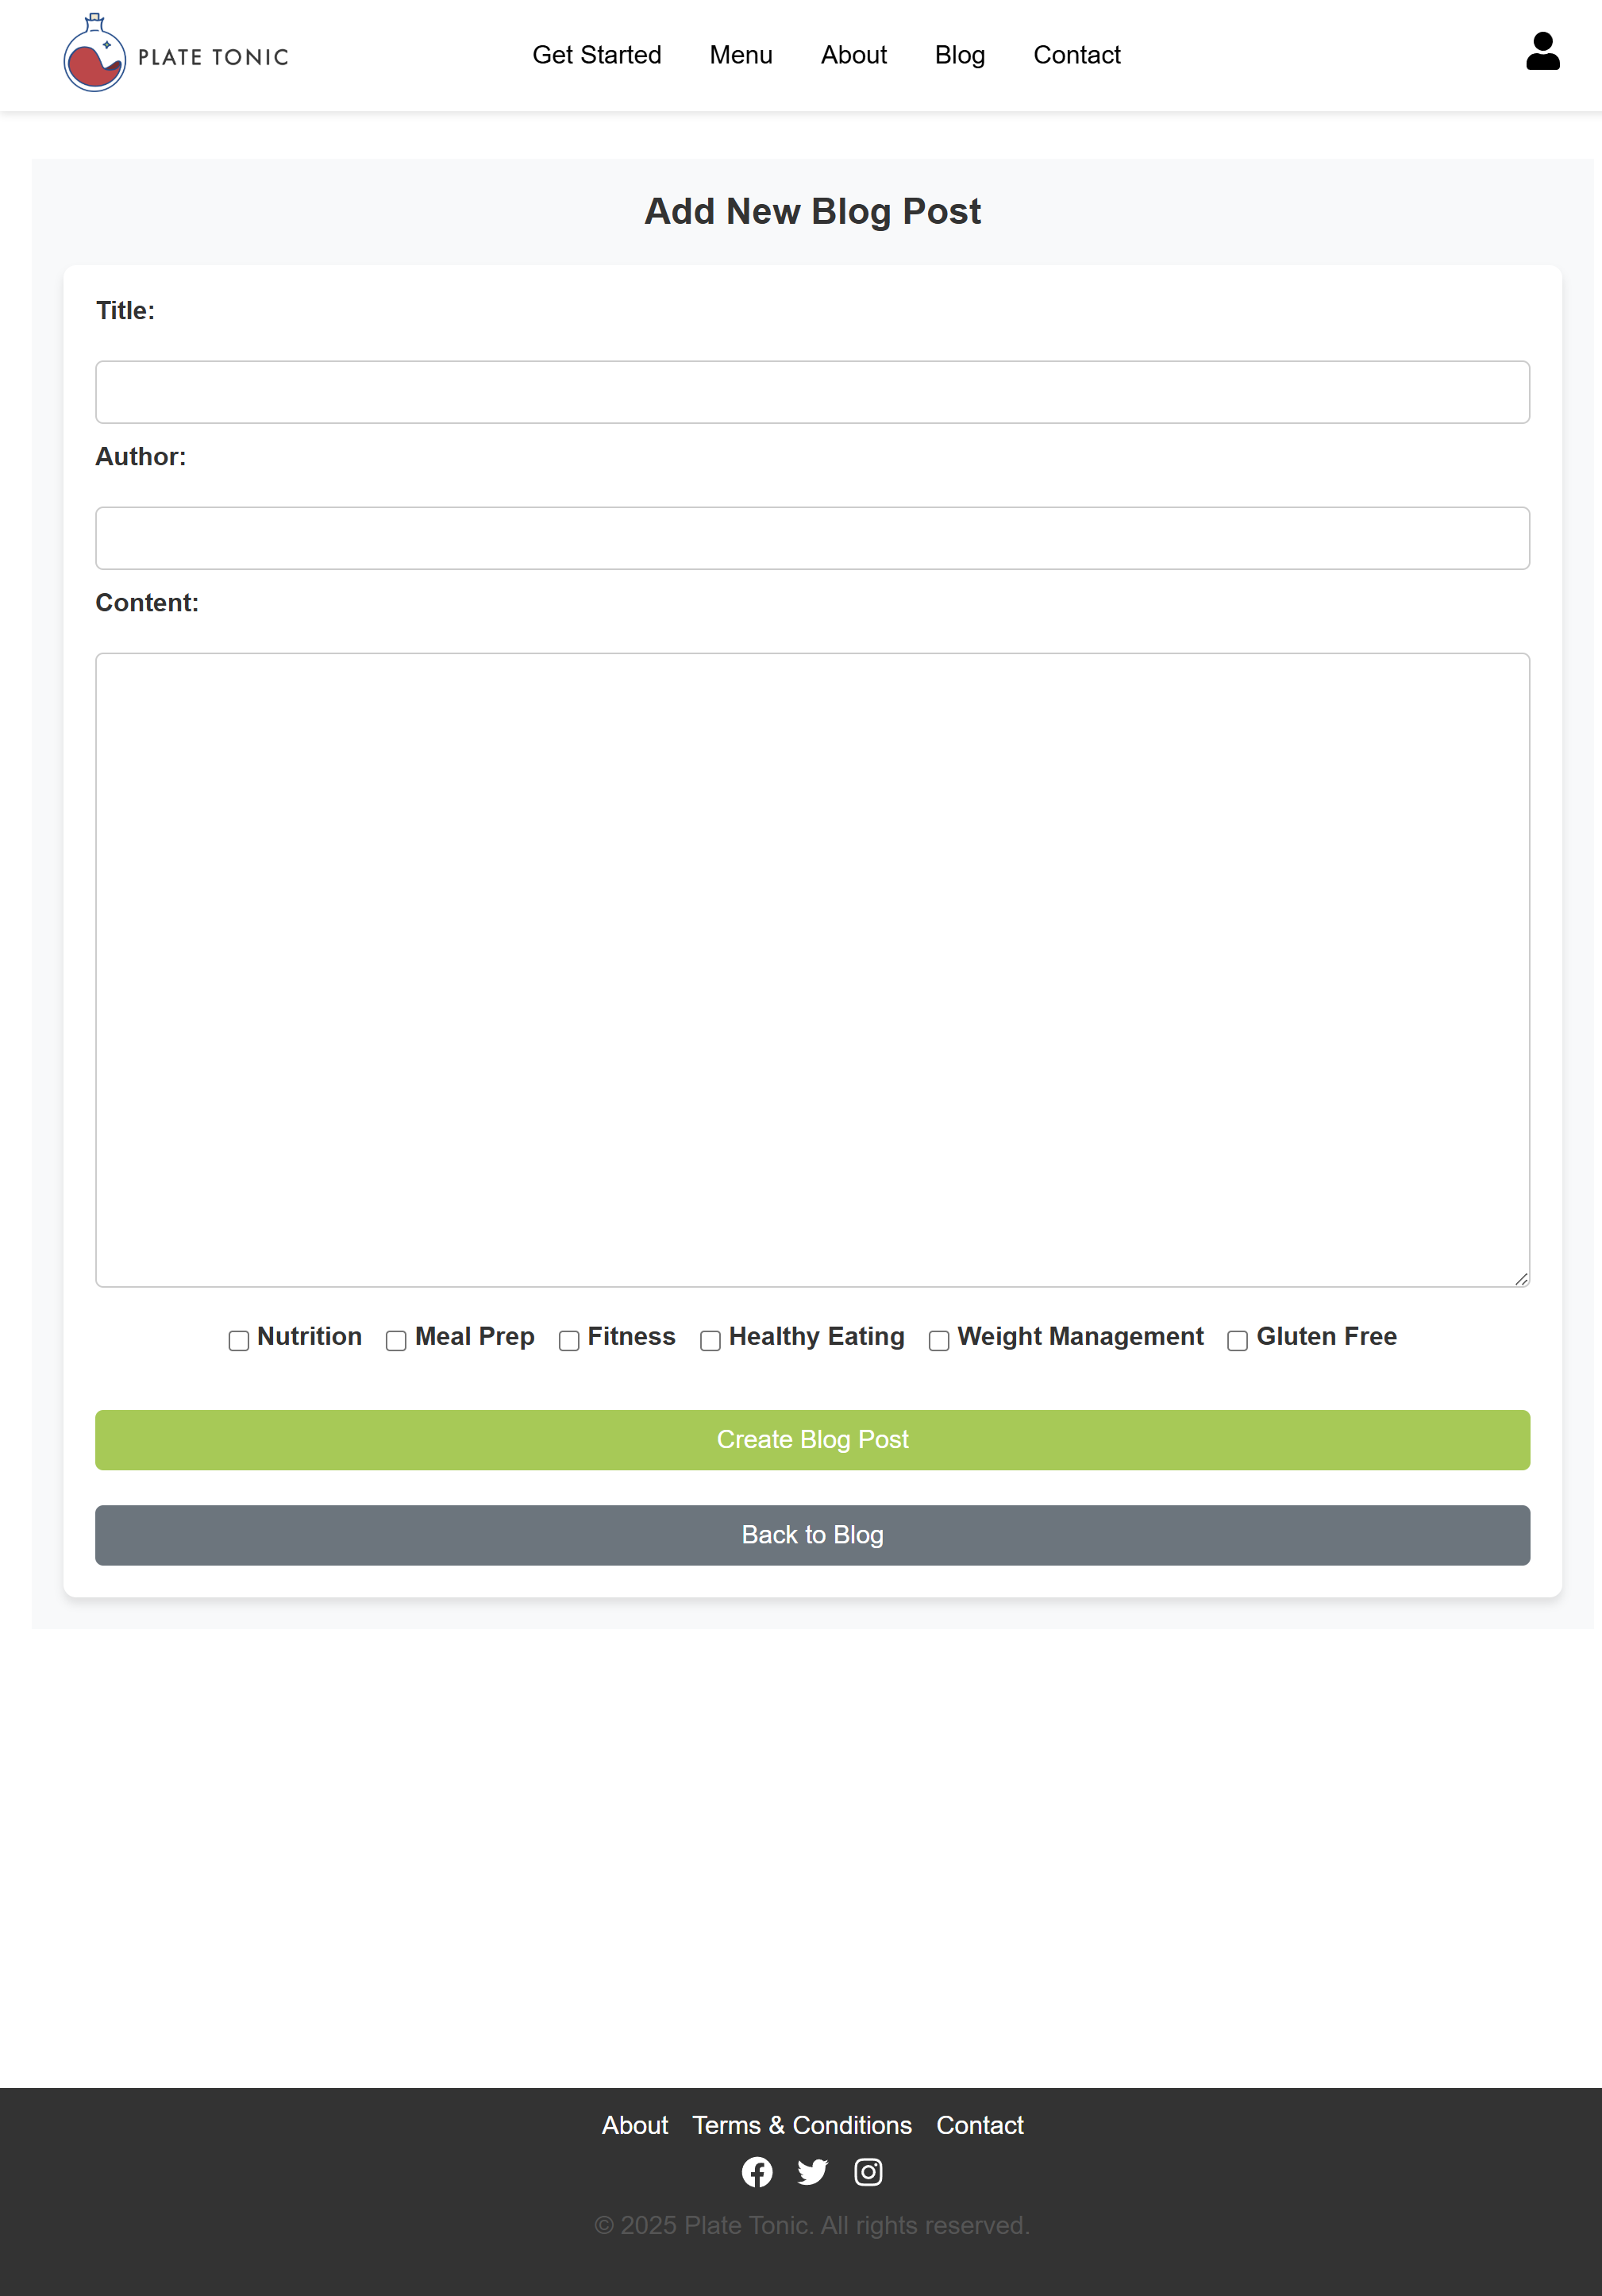 PLATE TONIC
Get Started Menu About Blog Contact
Add New Blog Post
Title:
Author:
Content:
Nutrition Meal Prep Fitness Healthy Eating Weight Management Gluten Free
Create Blog Post
Back to Blog
About Terms & Conditions Contact
© 2025 Plate Tonic. All rights reserved.